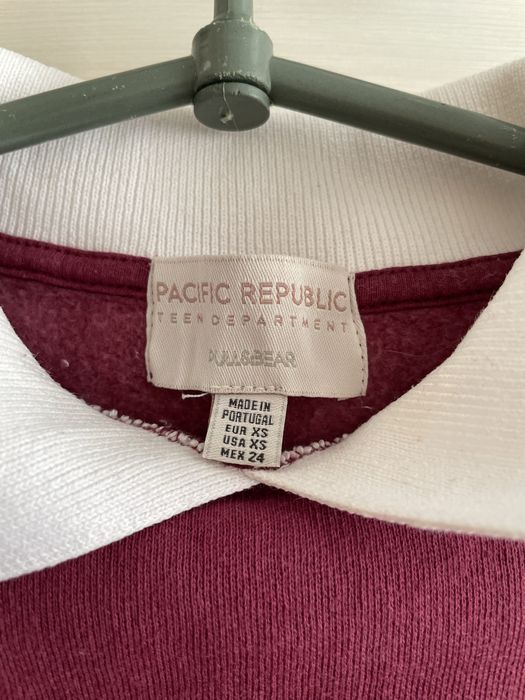 PACIFIC REPUBLIC
TEEN DEPARTMENT
PULL&BEAR
MADE IN
PORTUGAL
EUR XS
USA XS
MEX 24